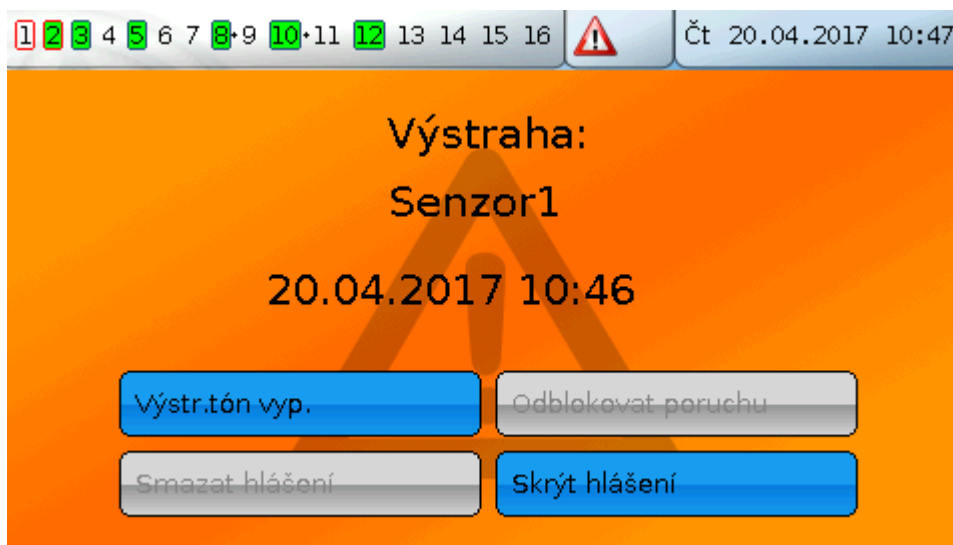 1 2 3 4 5 6 7 8·9 10·11 12 13 14 15 16 Čt 20.04.2017 10:47
Výstraha:
Senzor1
20.04.2017 10:46
Výstr.tón vyp. Odblokovat poruchu
Smazat hlášení Skrýt hlášení